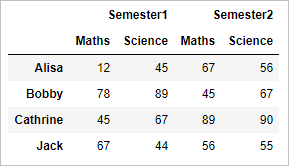 Semester1 Semester2
Maths Science Maths Science
Alisa 12 45 67 56
Bobby 78 89 45 67
Cathrine 45 67 89 90
Jack 67 44 56 55